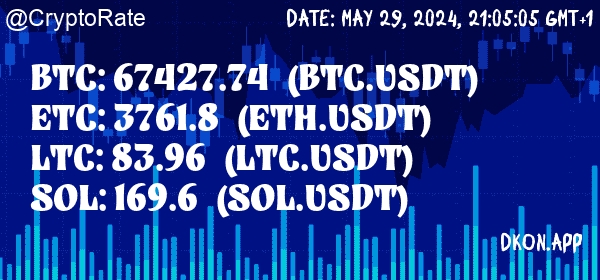 @CryptoRate
DATE: MAY 29, 2024, 21:05:05 GMT+1
BTC: 67427.74 (BTC.USDT)
ETC: 3761.8 (ETH.USDT)
LTC: 83.96 (LTC.USDT)
SOL: 169.6 (SOL.USDT)
DKON.APP